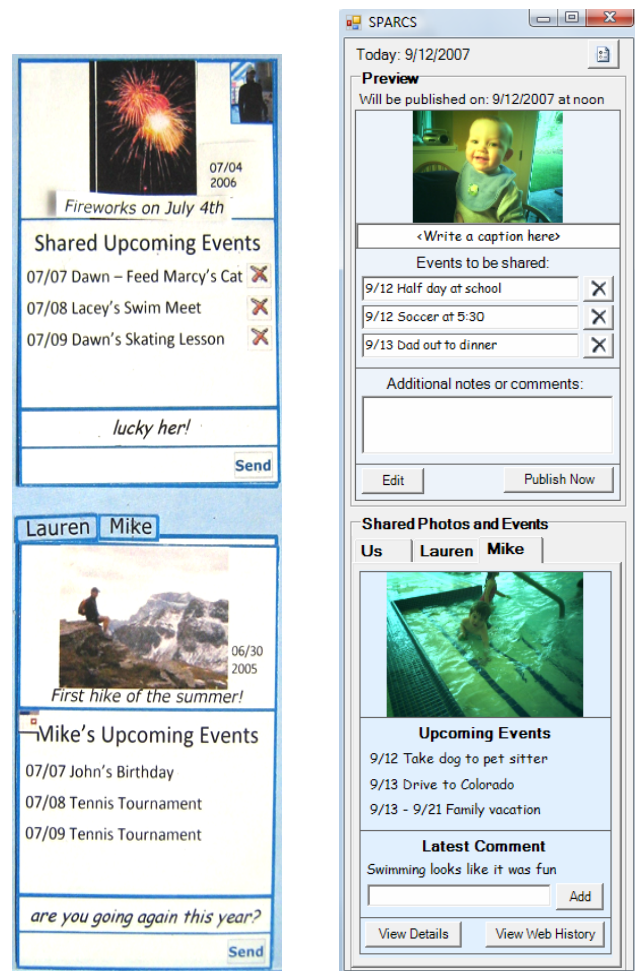 07/04
2006
Fireworks on July 4th
Shared Upcoming Events
07/07 Dawn – Feed Marcy's Cat
07/08 Lacey's Swim Meet
07/09 Dawn's Skating Lesson
lucky her!
Send
Lauren Mike
06/30
2005
First hike of the summer!
Mike's Upcoming Events
07/07 John's Birthday
07/08 Tennis Tournament
07/09 Tennis Tournament
are you going again this year?
Send
SPARCS
Today: 9/12/2007
Preview
Will be published on: 9/12/2007 at noon
<Write a caption here>
Events to be shared:
9/12 Half day at school
9/12 Soccer at 5:30
9/13 Dad out to dinner
Additional notes or comments:
Edit Publish Now
Shared Photos and Events
Us Lauren Mike
Upcoming Events
9/12 Take dog to pet sitter
9/13 Drive to Colorado
9/13 - 9/21 Family vacation
Latest Comment
Swimming looks like it was fun
Add
View Details View Web History